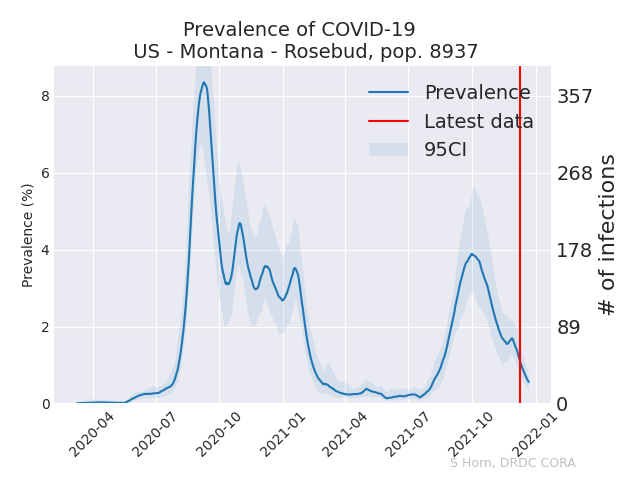 Prevalence of COVID-19
US - Montana - Rosebud, pop. 8937
Prevalence
Latest data
95CI
Prevalence (%)
8
6
4
2
0
357
268
178
89
0
# of infections
2020-04
2020-07
2020-10
2021-01
2021-04
2021-07
2021-10
2022-01
S Horn, DRDC CORA